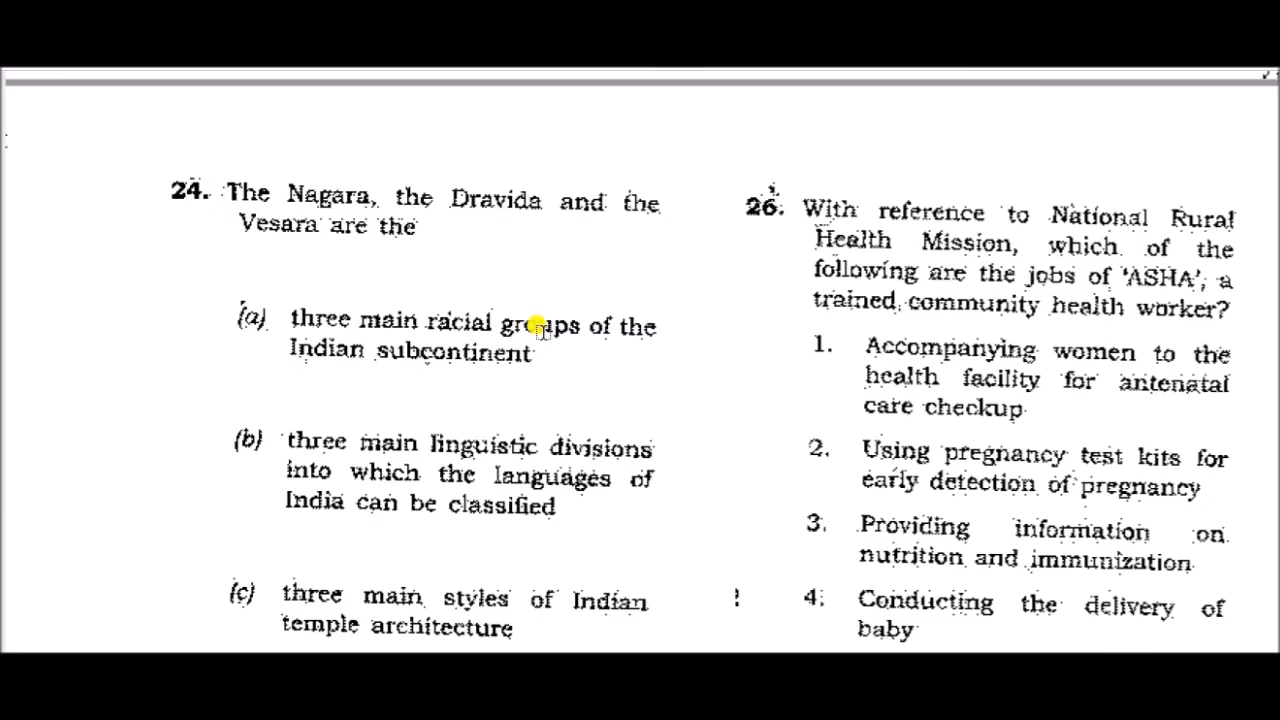 24. The Nagara, the Dravida and the
Vesara are the
(a) three main racial groups of the
Indian subcontinent
(b) three main linguistic divisions
into which the languages of
India can be classified
(c) three main styles of Indian
temple architecture
26. With reference to National Rural
Health Mission, which of the
following are the jobs of 'ASHA', a
trained community health worker?
1. Accompanying women to the
health facility for antenatal
care checkup
2. Using pregnancy test kits for
early detection of pregnancy
3. Providing information on
nutrition and immunization
4. Conducting the delivery of
baby